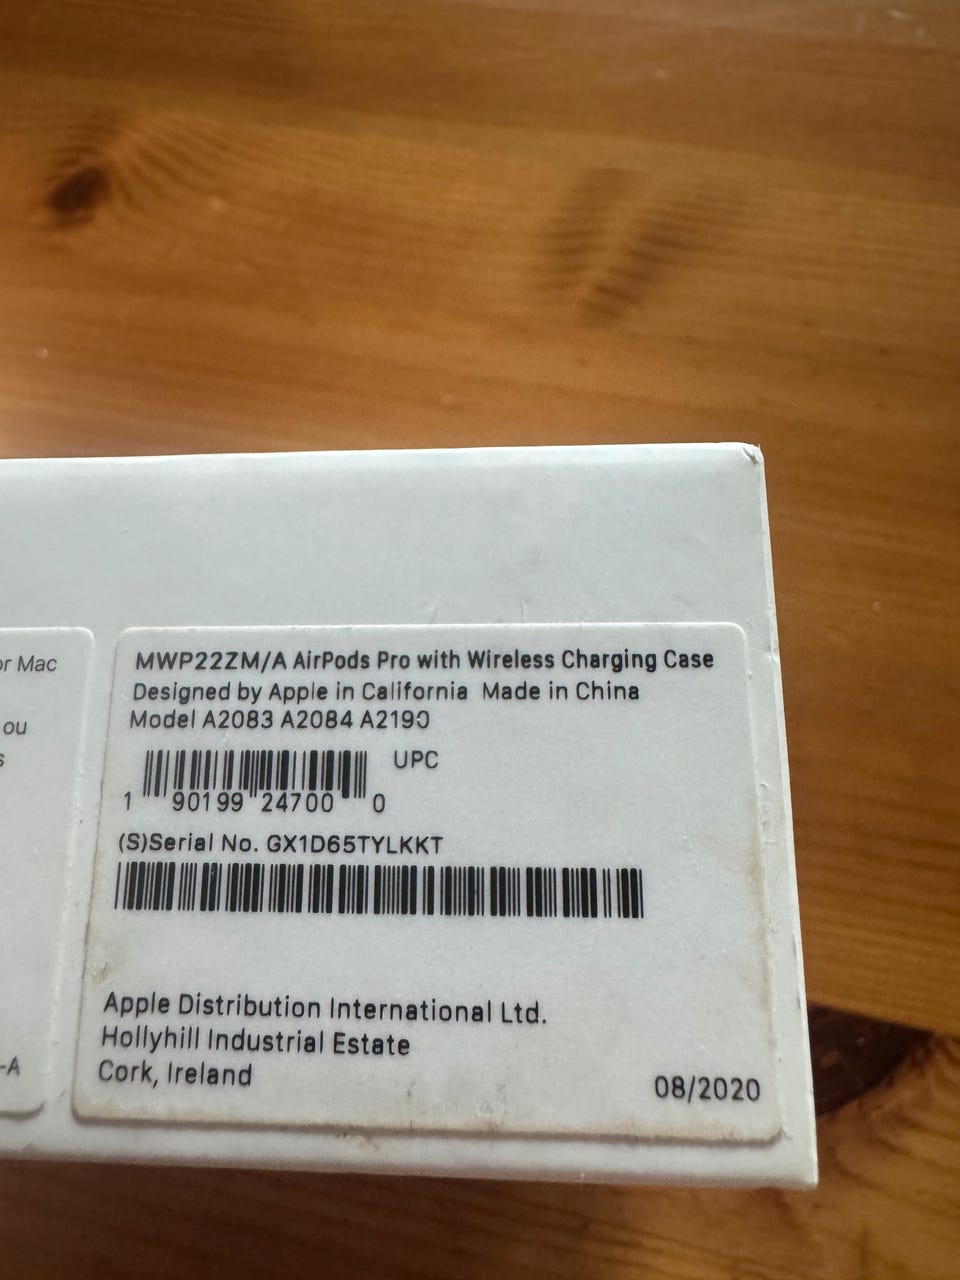 or Mac
ou
s
-A
MWP22ZM/A AirPods Pro with Wireless Charging Case
Designed by Apple in California Made in China
Model A2083 A2084 A2190
UPC
1 90199 24700 0
(S)Serial No. GX1D65TYLKKT
Apple Distribution International Ltd.
Hollyhill Industrial Estate
Cork, Ireland
08/2020